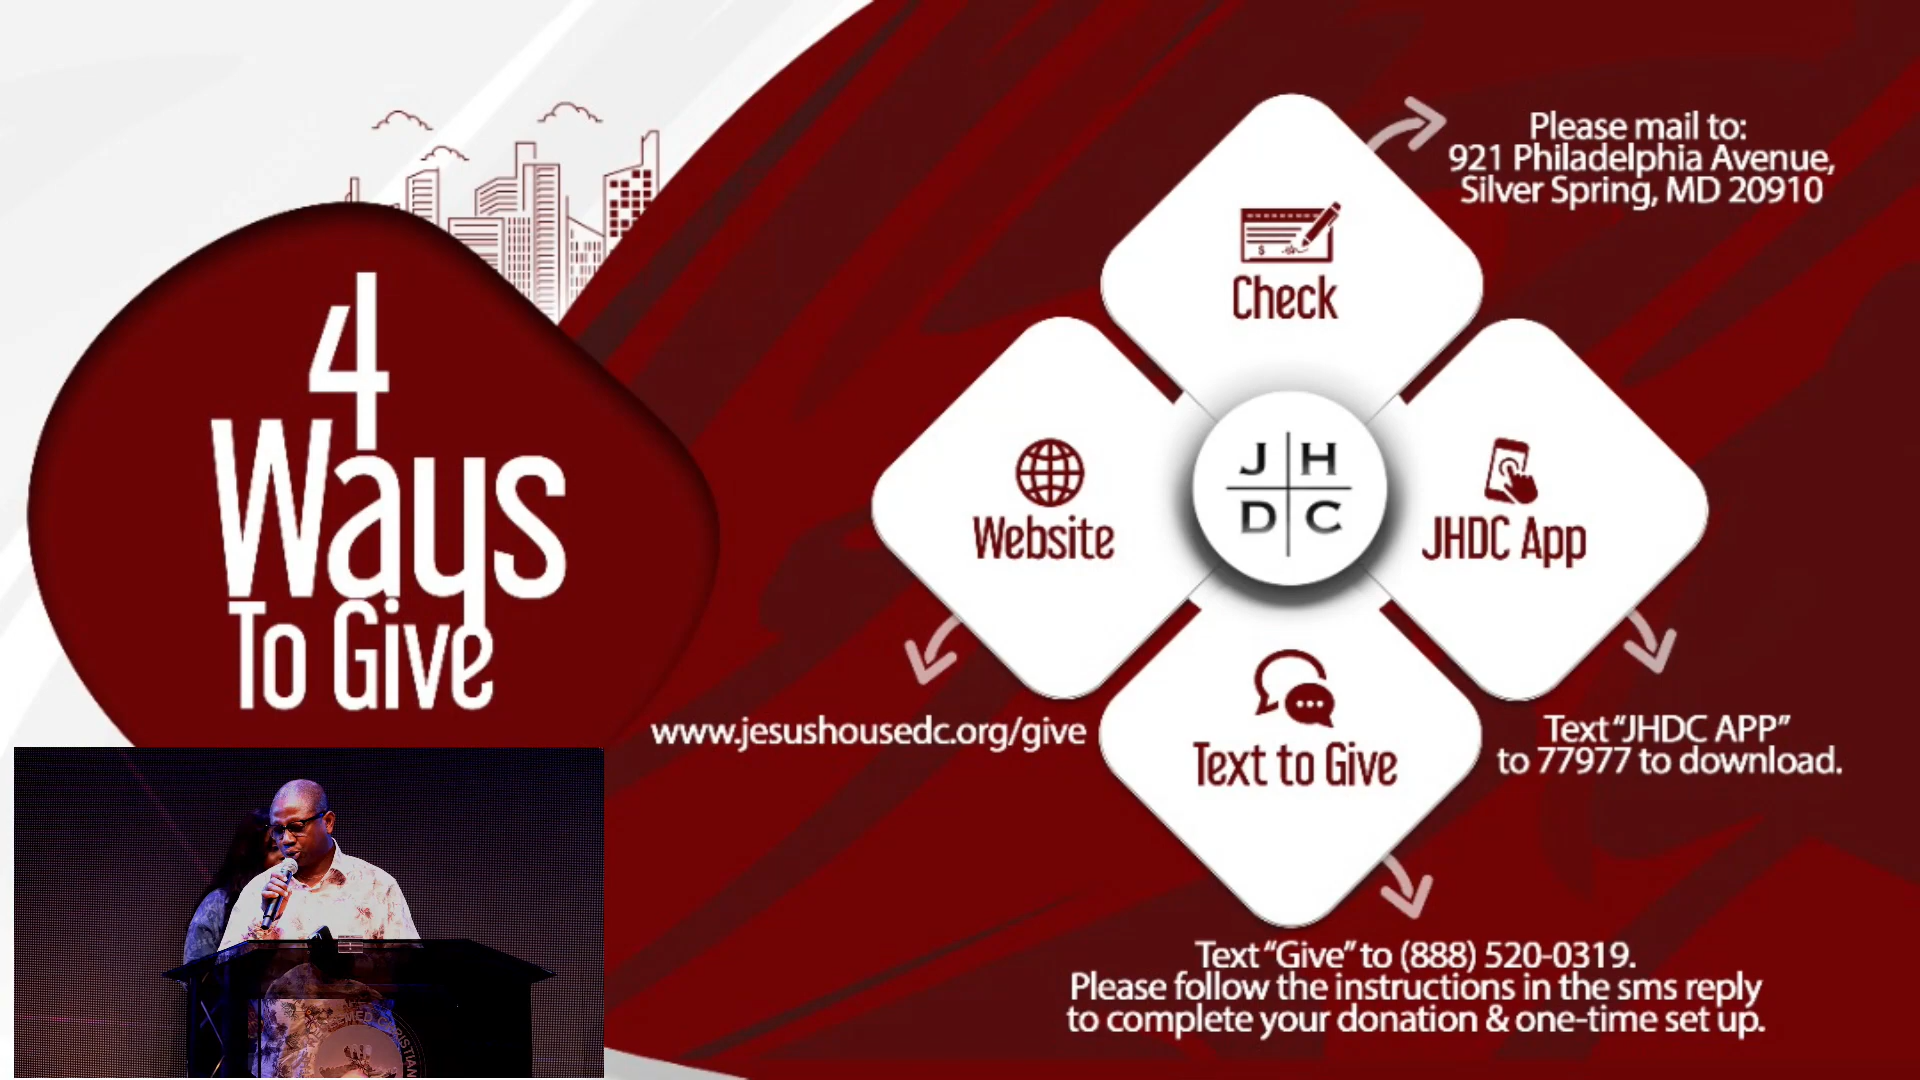 4
Ways
To Give
Check
Please mail to:
921 Philadelphia Avenue,
Silver Spring, MD 20910
Website
www.jesushousedc.org/give
J H
D C
JHDC App
Text “JHDC APP”
to 77977 to download.
Text to Give
Text “Give” to (888) 520-0319.
Please follow the instructions in the sms reply
to complete your donation & one-time set up.